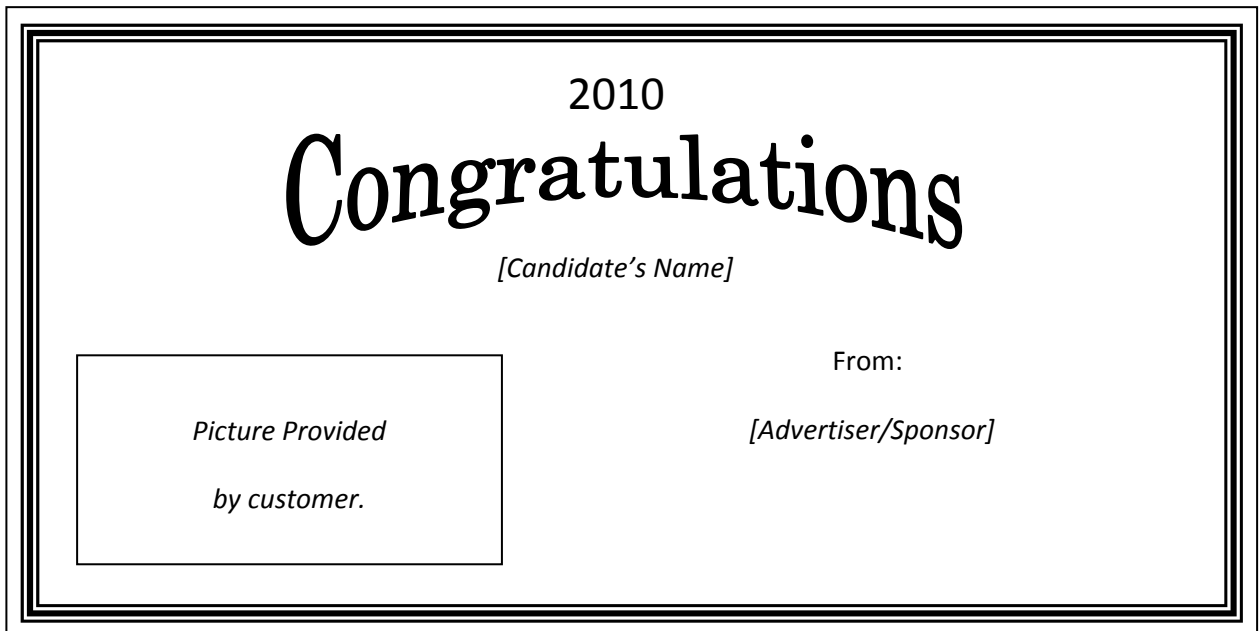 2010
Congratulations
[Candidate’s Name]
From:
Picture Provided
[Advertiser/Sponsor]
by customer.